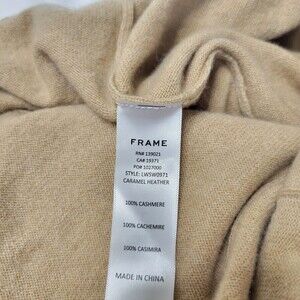 FRAME
RN# 139021
CA# 19371
PO# 1027000
STYLE: LWSW0971
CARAMEL HEATHER
100% CASHMERE
100% CACHEMIRE
100% CASIMIRA
MADE IN CHINA